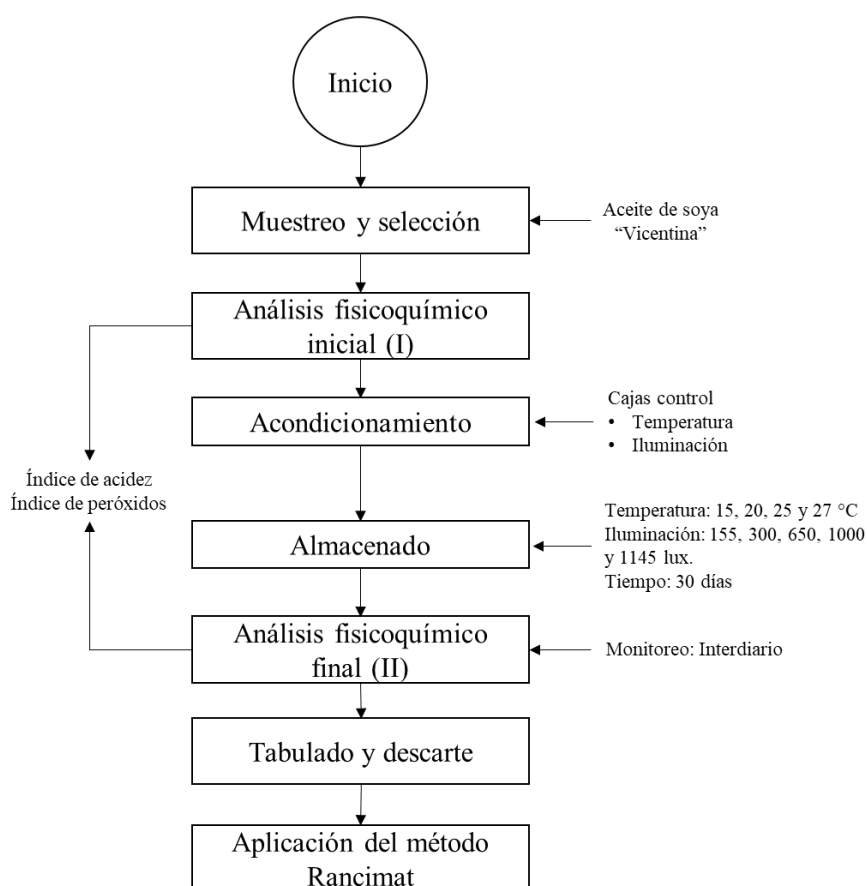 Inicio
Muestreo y selección
Aceite de soya
“Vicentina”
Análisis fisicoquímico
inicial (I)
Acondicionamiento
Cajas control
• Temperatura
• Iluminación
Índice de acidez
Índice de peróxidos
Almacenado
Temperatura: 15, 20, 25 y 27 °C
Iluminación: 155, 300, 650, 1000
y 1145 lux.
Tiempo: 30 días
Análisis fisicoquímico
final (II)
Monitoreo: Interdiario
Tabulado y descarte
Aplicación del método
Rancimat